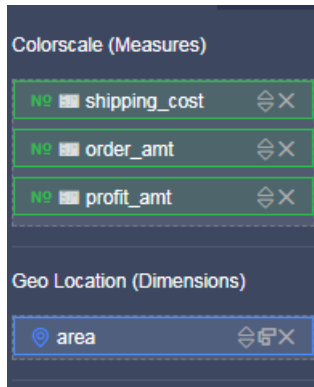 Colorscale (Measures)
№ shipping_cost
№ order_amt
№ profit_amt
Geo Location (Dimensions)
area